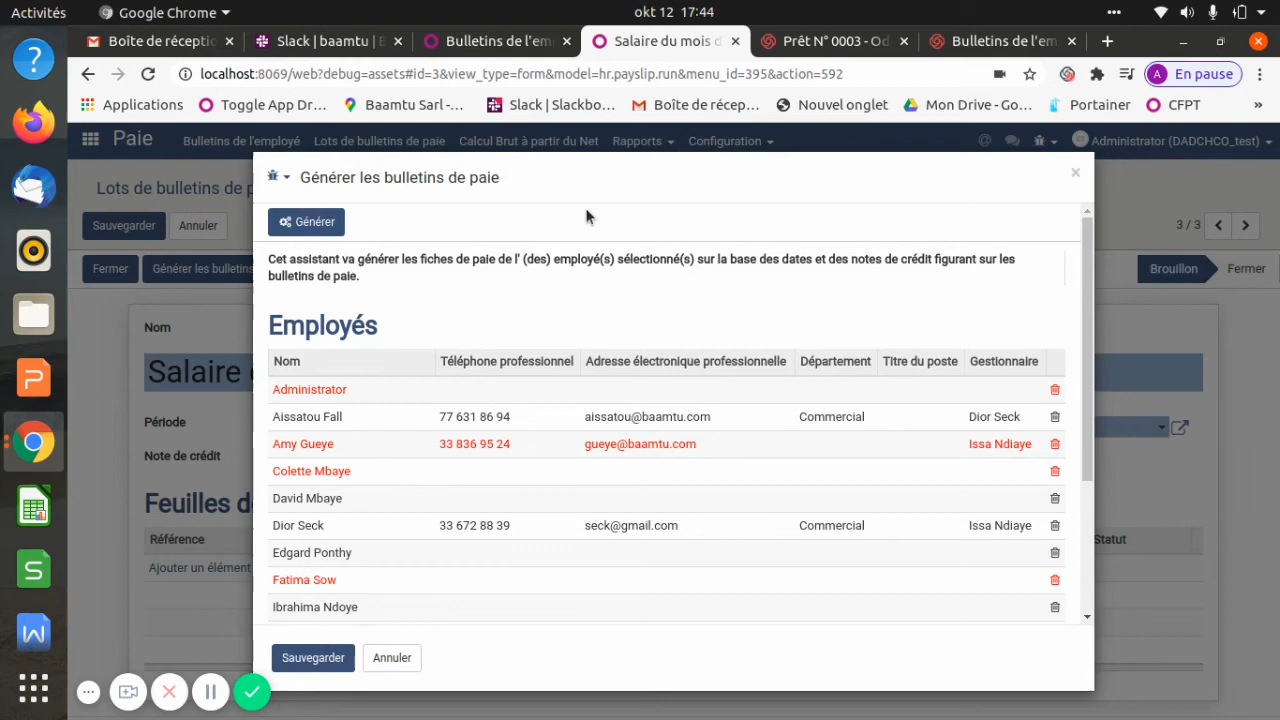 Activités
Google Chrome
okt 12 17:44
Boîte de réceptio
Slack | baamtu | E
Bulletins de l'em
Salaire du mois d
Prêt N° 0003 - Od
Bulletins de l'em
localhost:8069/web?debug=assets#id=3&view_type=form&model=hr.payslip.run&menu_id=395&action=592
A En pause
Applications
Toggle App Dr...
Baamtu Sarl -...
Slack | Slackbo...
Boîte de récep...
Nouvel onglet
Mon Drive - Go...
Portainer
CFPT
»
Paie
Bulletins de l'employé
Lots de bulletins de paie
Calcul Brut à partir du Net
Rapports
Configuration
Administrator (DADCHCO_test)
Lots de bulletins de p
Sauvegarder
Annuler
3 / 3
Fermer
Générer les bulletins
Brouillon
Fermer
Nom
Salaire
Période
Note de crédit
Feuilles de
Référence
Statut
Ajouter un élément
Générer les bulletins de paie
×
Générer
Cet assistant va générer les fiches de paie de l' (des) employé(s) sélectionné(s) sur la base des dates et des notes de crédit figurant sur les
bulletins de paie.
Employés
Nom Téléphone professionnel Adresse électronique professionnelle Département Titre du poste Gestionnaire
Administrator
Aissatou Fall 77 631 86 94 aissatou@baamtu.com Commercial Dior Seck
Amy Gueye 33 836 95 24 gueye@baamtu.com Issa Ndiaye
Colette Mbaye
David Mbaye
Dior Seck 33 672 88 39 seck@gmail.com Commercial Issa Ndiaye
Edgard Ponthy
Fatima Sow
Ibrahima Ndoye
Sauvegarder
Annuler